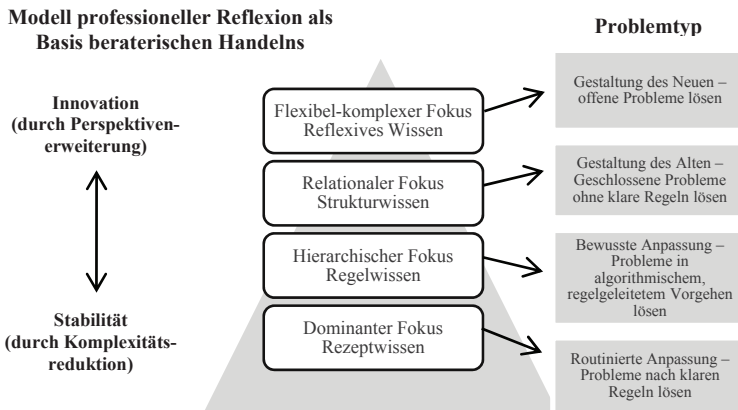 Modell professioneller Reflexion als
Basis beraterischen Handelns
Problemtyp
Innovation
(durch Perspektiven-
erweiterung)
Stabilität
(durch Komplexitäts-
reduktion)
Flexibel-komplexer Fokus
Reflexives Wissen
Relationaler Fokus
Strukturwissen
Hierarchischer Fokus
Regelwissen
Dominanter Fokus
Rezeptwissen
Gestaltung des Neuen –
offene Probleme lösen
Gestaltung des Alten –
Geschlossene Probleme
ohne klare Regeln lösen
Bewusste Anpassung –
Probleme in
algorithmischem,
regelgeleitetem Vorgehen
lösen
Routinierte Anpassung –
Probleme nach klaren
Regeln lösen